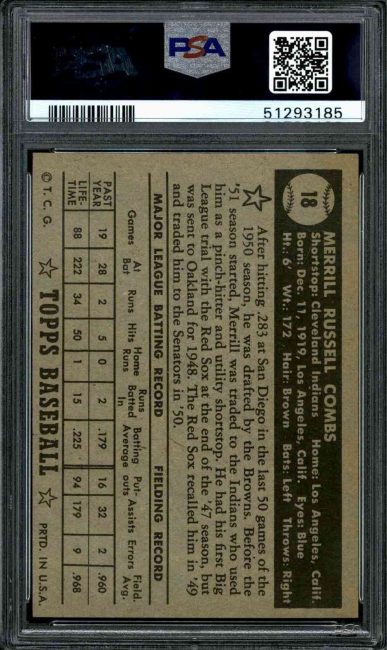 PSA
51293185
18
MERRILL RUSSELL COMBS
Shortstop: Cleveland Indians Home: Los Angeles, Calif.
Born: Dec. 11, 1919, Los Angeles, Calif. Eyes: Blue
Ht.: 6 Wt.: 172 Hair: Brown Bats: Left Throws: Right
After hitting .283 at San Diego in the last 50 games of the
1950 season, he was drafted by the Browns. Before the
'51 season started, Merrill was traded to the Indians who used
him as a pinch-hitter and utility shortstop. He had his first Big
League trial with the Red Sox at the end of the '47 season, but
was sent to Oakland for 1948. The Red Sox recalled him in '49
and traded him to the Senators in '50.
MAJOR LEAGUE BATTING RECORD FIELDING RECORD
Games At Bat Runs Hits Home Runs Runs Batted In Batting Average Put-outs Assists Errors Field. Avg.
PAST YEAR 19 28 2 5 0 2 .179 16 32 2 .960
LIFE-TIME 88 222 34 50 1 15 .225 94 179 9 .968
© T. C. G. TOPPS BASEBALL PRTD. IN U.S.A.